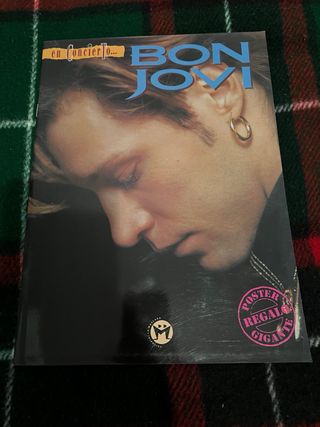 en concierto...
BON
JOVI
POSTER
REGALO
GIGANTE